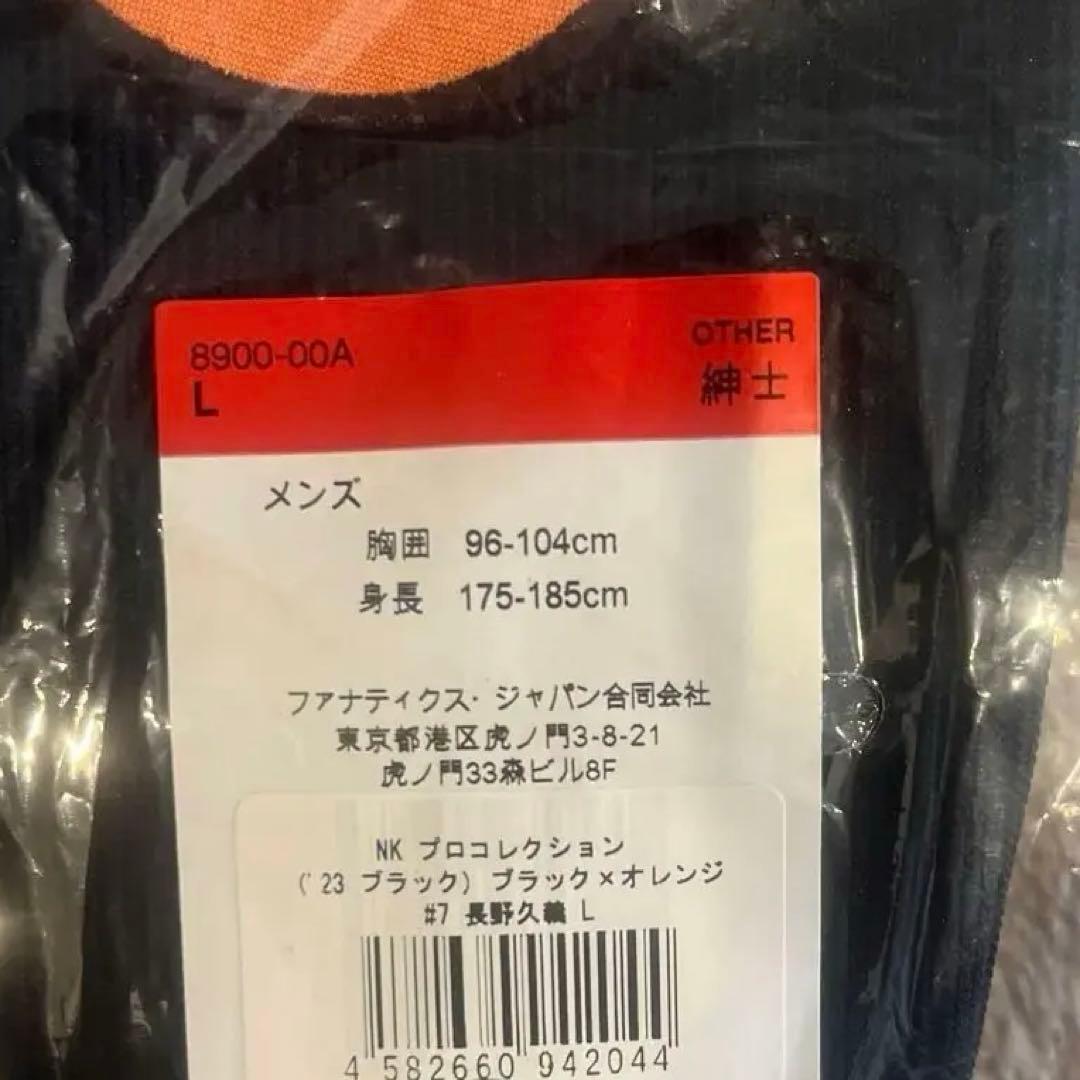 8900-00A
OTHER
L
紳士
メンズ
胸囲 96-104cm
身長 175-185cm
ファナティクス・ジャパン合同会社
東京都港区虎ノ門3-8-21
虎ノ門33森ビル8F
NK プロコレクション
('23 ブラック) ブラック×オレンジ
#7 長野久義 L
4 582660 942044